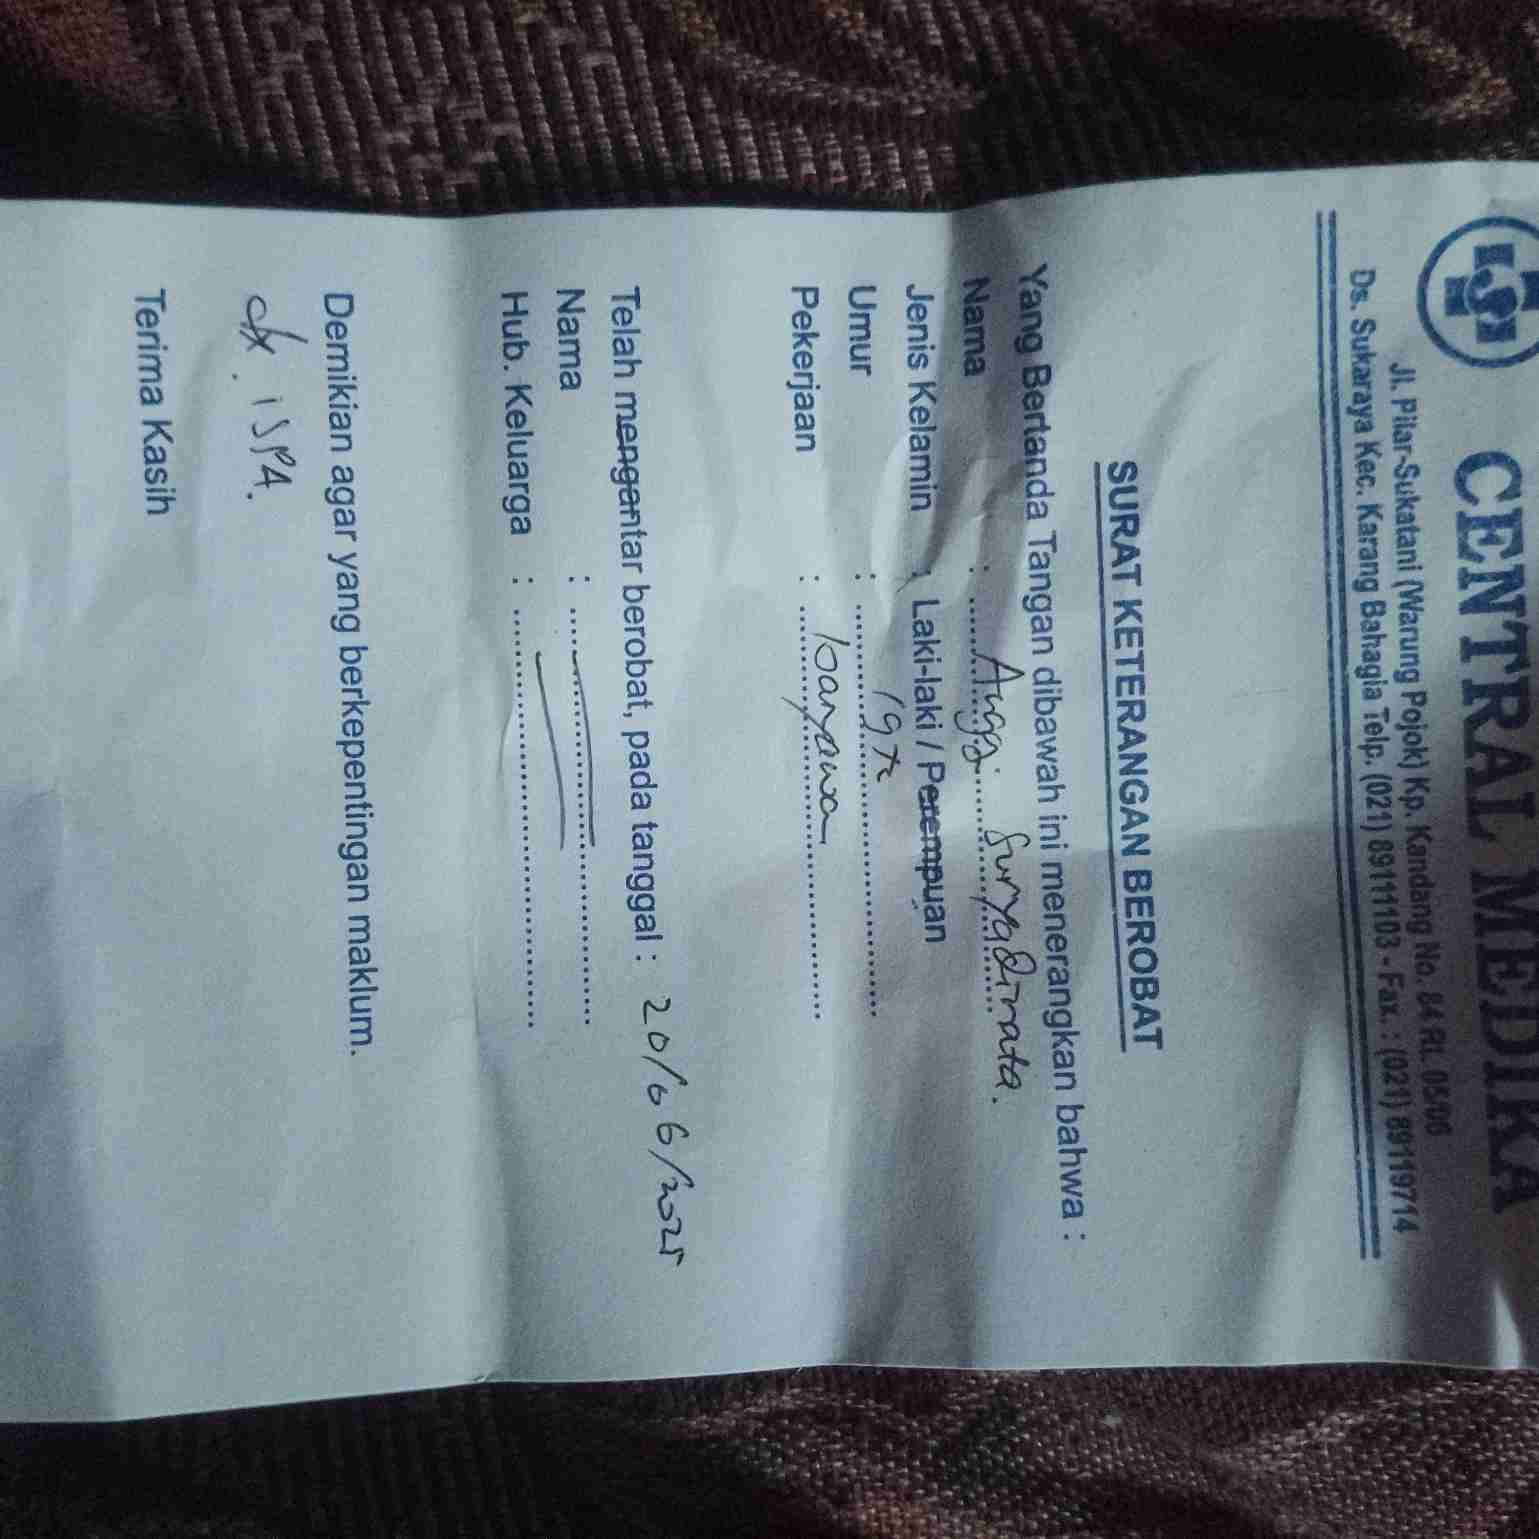 CENTRAL MEDIKA
Jl. Pilar-Sukatani (Warung Pojok) Kp. Kandang No. 84 Rt. 05/06
Ds. Sukaraya Kec. Karang Bahagia Telp. (021) 89111103 - Fax. : (021) 89119714
SURAT KETERANGAN BEROBAT
Yang Bertanda Tangan dibawah ini menerangkan bahwa :
Nama : Anggi Suryadinata.
Jenis Kelamin : Laki-laki / Perempuan
Umur : 19 th
Pekerjaan : karyawan
Telah mengantar berobat, pada tanggal : 20/6 6/2025
Nama :
Hub. Keluarga :
Demikian agar yang berkepentingan maklum.
dx. ISPA.
Terima Kasih